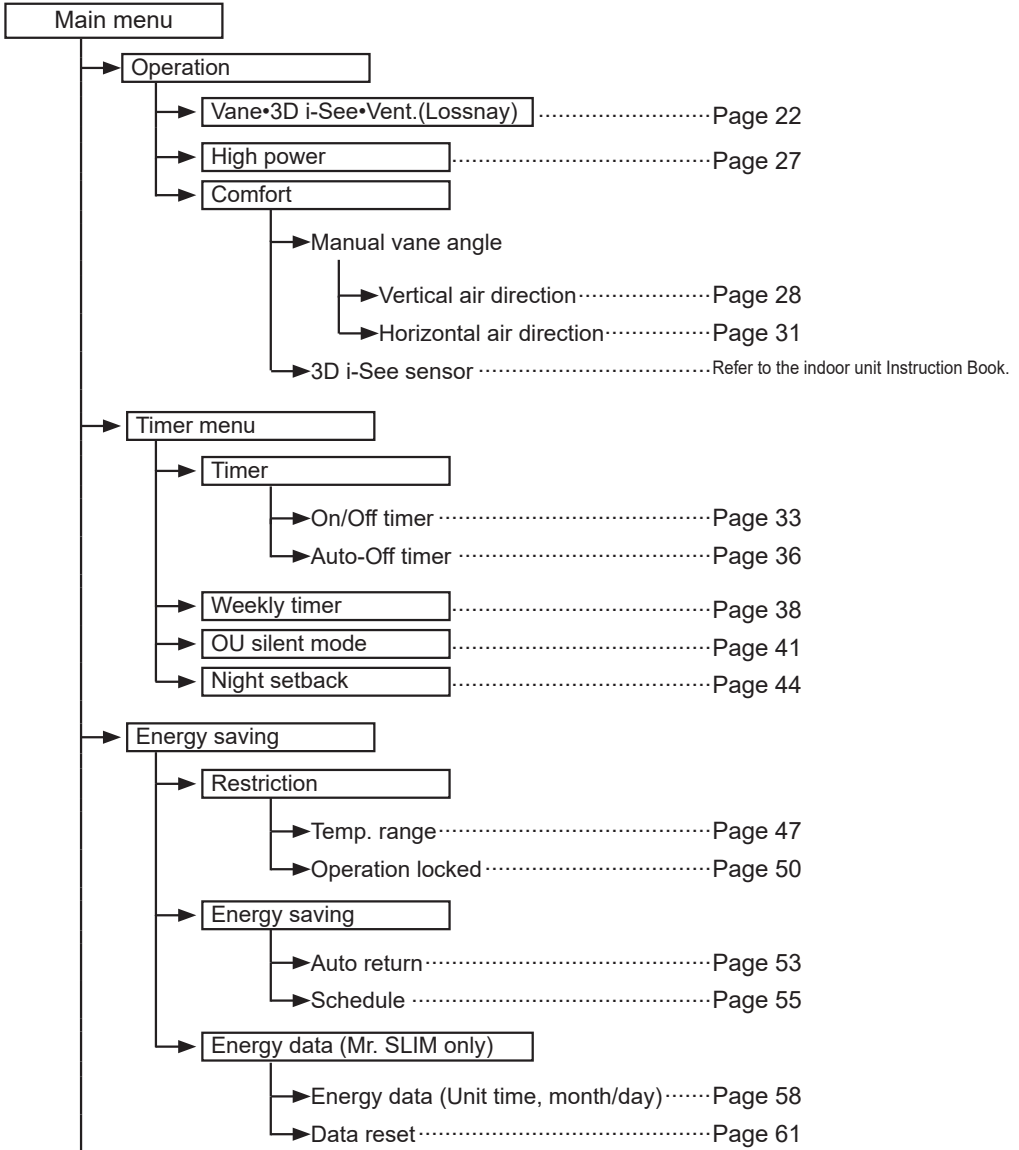 Main menu
Operation
Vane•3D i-See•Vent.(Lossnay) Page 22
High power Page 27
Comfort
Manual vane angle
Vertical air direction Page 28
Horizontal air direction Page 31
3D i-See sensor Refer to the indoor unit Instruction Book.
Timer menu
Timer
On/Off timer Page 33
Auto-Off timer Page 36
Weekly timer Page 38
OU silent mode Page 41
Night setback Page 44
Energy saving
Restriction
Temp. range Page 47
Operation locked Page 50
Energy saving
Auto return Page 53
Schedule Page 55
Energy data (Mr. SLIM only)
Energy data (Unit time, month/day) Page 58
Data reset Page 61